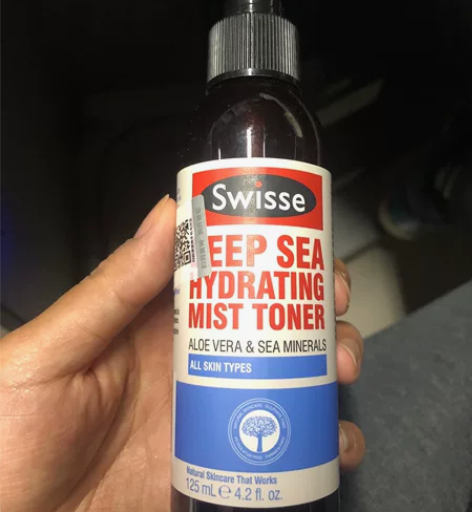 Swisse
EEP SEA
HYDRATING
MIST TONER
ALOE VERA & SEA MINERALS
ALL SKIN TYPES
Natural Skincare That Works
125 mL ℮ 4.2 fl. oz.